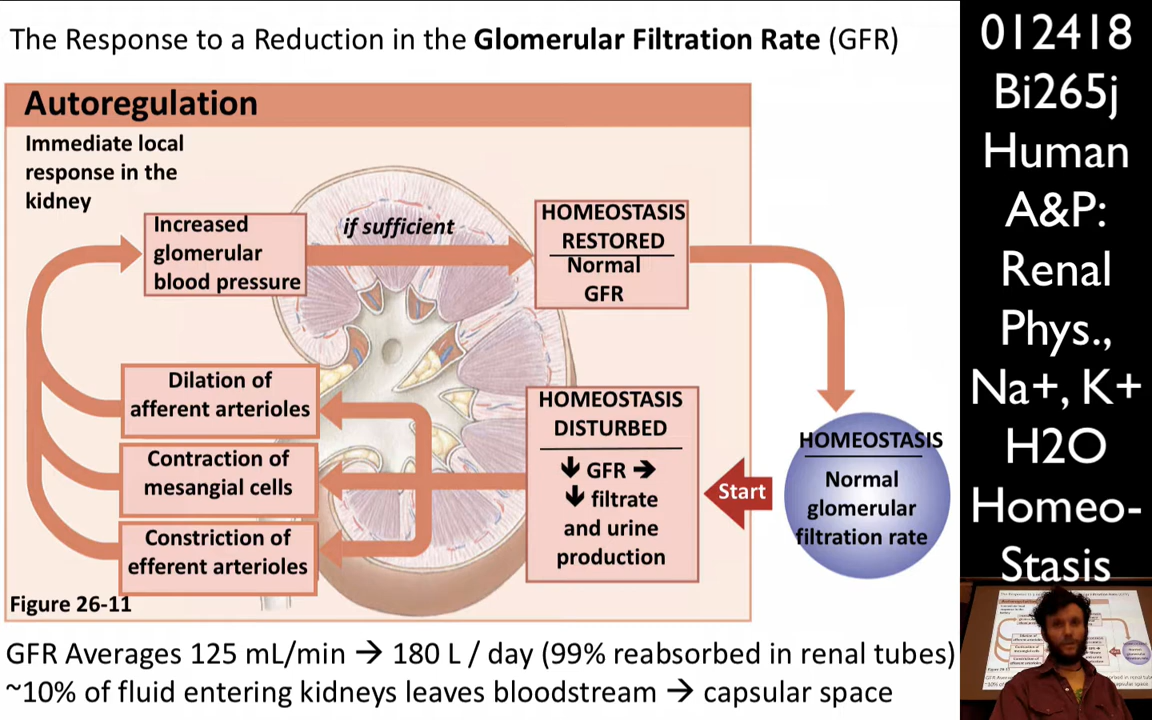 The Response to a Reduction in the Glomerular Filtration Rate (GFR)
Autoregulation
Immediate local
response in the
kidney
Increased
glomerular
blood pressure
if sufficient
HOMEOSTASIS
RESTORED
Normal
GFR
Dilation of
afferent arterioles
Contraction of
mesangial cells
Constriction of
efferent arterioles
HOMEOSTASIS
DISTURBED
↓ GFR →
↓ filtrate
and urine
production
Start
HOMEOSTASIS
Normal
glomerular
filtration rate
Figure 26-11
GFR Averages 125 mL/min → 180 L / day (99% reabsorbed in renal tubes)
~10% of fluid entering kidneys leaves bloodstream → capsular space
012418
Bi265j
Human
A&P:
Renal
Phys.,
Na+, K+
H2O
Homeo-
Stasis